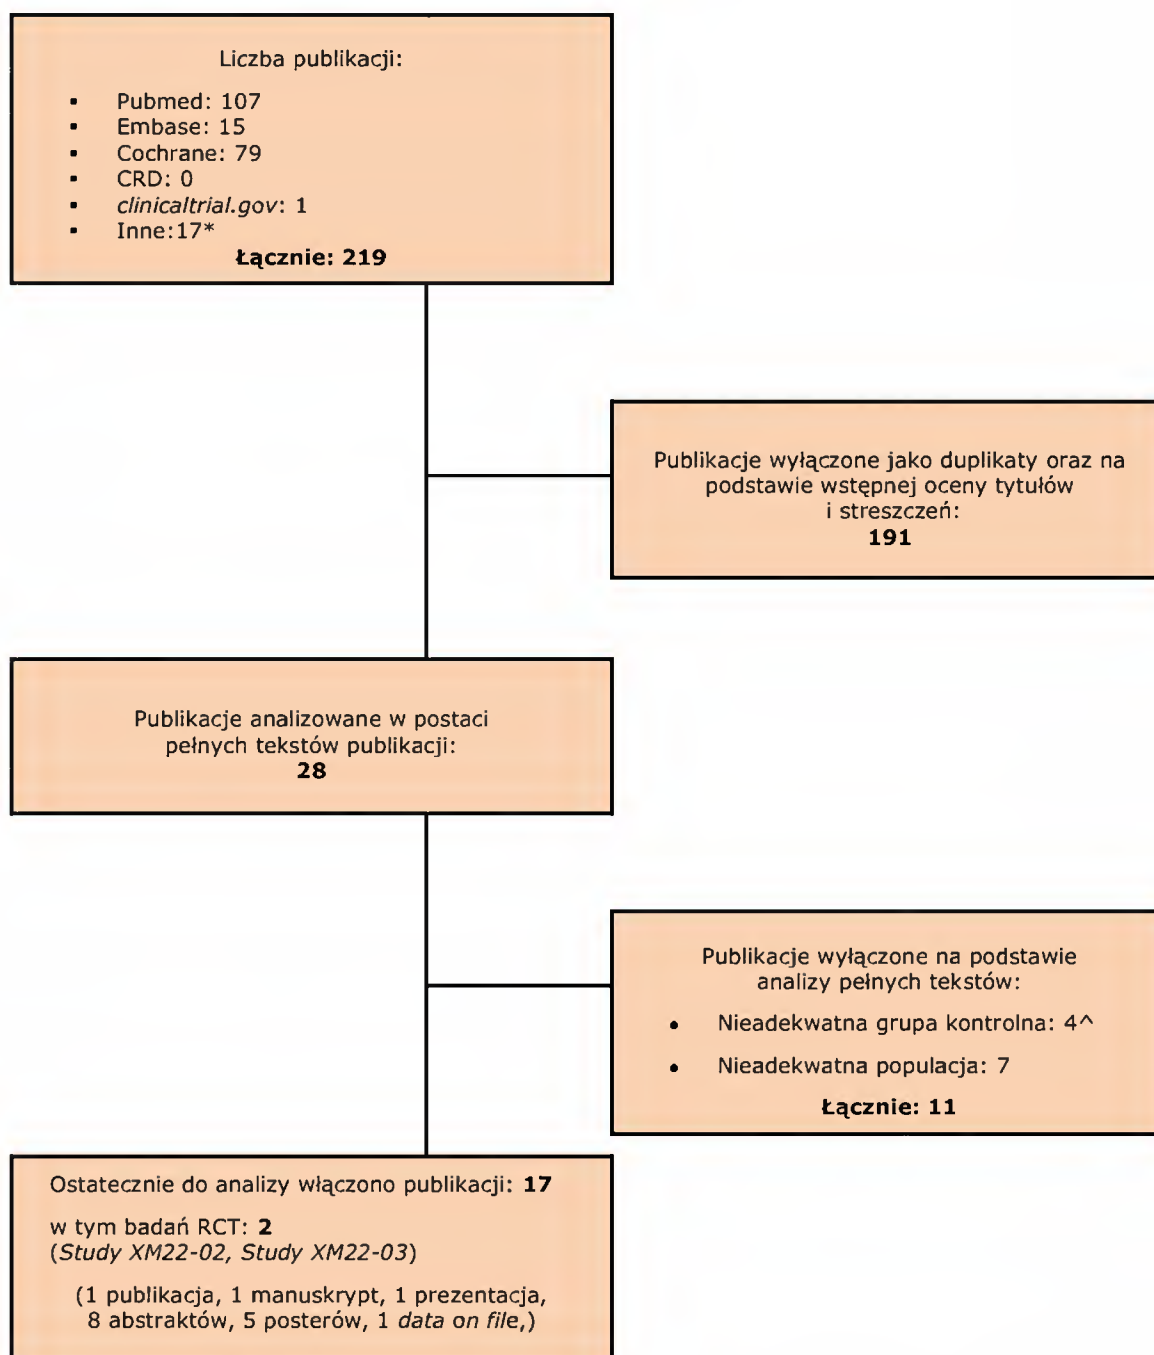 Liczba publikacji:
▪ Pubmed: 107
▪ Embase: 15
▪ Cochrane: 79
▪ CRD: 0
▪ clinicaltrial.gov: 1
▪ Inne:17*
Łącznie: 219
Publikacje wyłączone jako duplikaty oraz na
podstawie wstępnej oceny tytułów
i streszczeń:
191
Publikacje analizowane w postaci
pełnych tekstów publikacji:
28
Publikacje wyłączone na podstawie
analizy pełnych tekstów:
• Nieadekwatna grupa kontrolna: 4^
• Nieadekwatna populacja: 7
Łącznie: 11
Ostatecznie do analizy włączono publikacji: 17
w tym badań RCT: 2
(Study XM22-02, Study XM22-03)
(1 publikacja, 1 manuskrypt, 1 prezentacja,
8 abstraktów, 5 posterów, 1 data on file,)